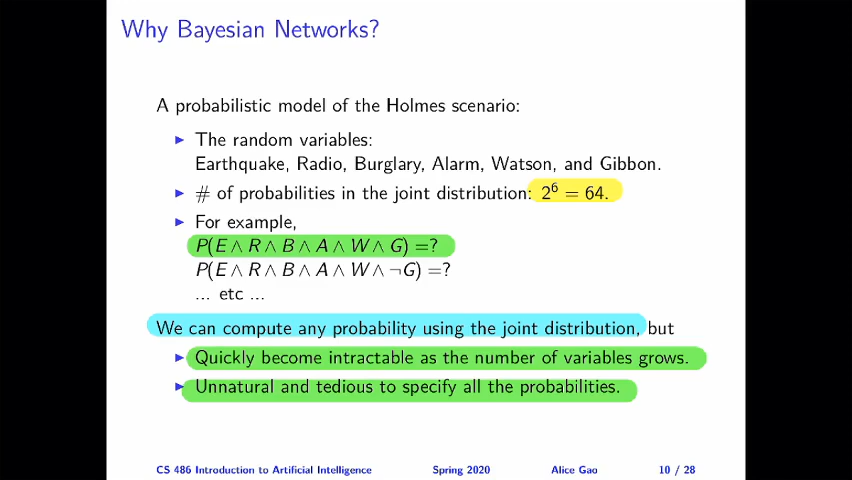 Why Bayesian Networks?
A probabilistic model of the Holmes scenario:
▶ The random variables:
Earthquake, Radio, Burglary, Alarm, Watson, and Gibbon.
▶ # of probabilities in the joint distribution: 2⁶ = 64.
▶ For example,
P(E ∧ R ∧ B ∧ A ∧ W ∧ G) =?
P(E ∧ R ∧ B ∧ A ∧ W ∧ ¬G) =?
... etc ...
We can compute any probability using the joint distribution, but
▶ Quickly become intractable as the number of variables grows.
▶ Unnatural and tedious to specify all the probabilities.
CS 486 Introduction to Artificial Intelligence Spring 2020 Alice Gao 10 / 28